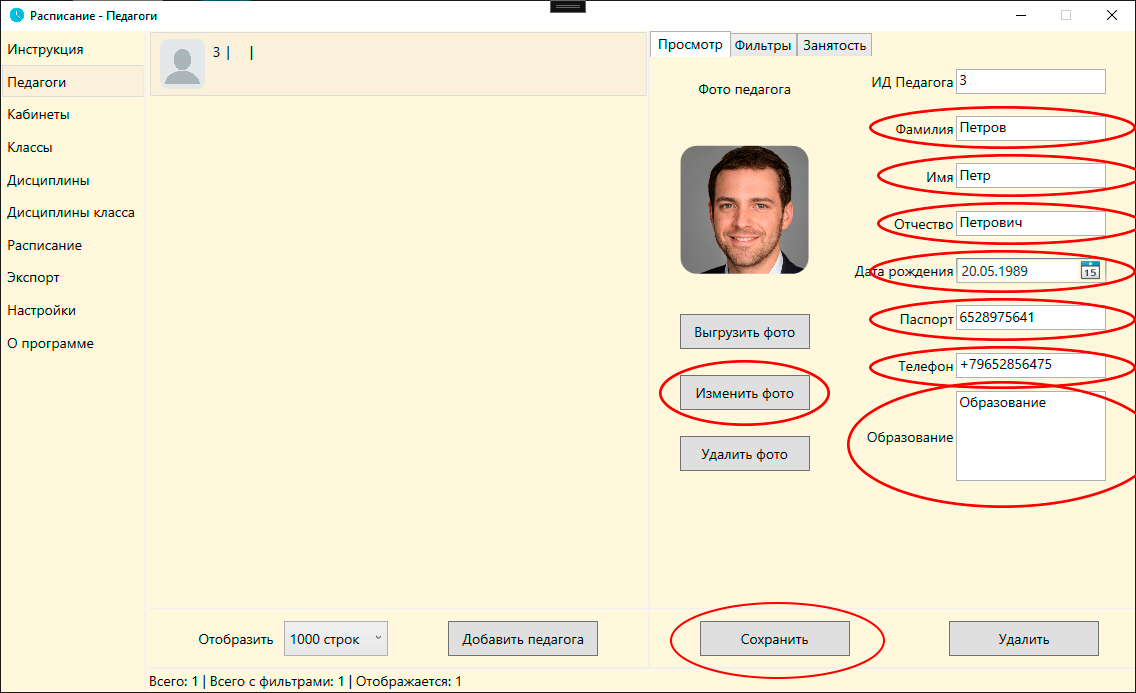 Расписание - Педагоги
Инструкция
Педагоги
Кабинеты
Классы
Дисциплины
Дисциплины класса
Расписание
Экспорт
Настройки
О программе
3 | |
Просмотр Фильтры Занятость
Фото педагога
Выгрузить фото
Изменить фото
Удалить фото
ИД Педагога 3
Фамилия Петров
Имя Петр
Отчество Петрович
Дата рождения 20.05.1989 15
Паспорт 6528975641
Телефон +79652856475
Образование Образование
Отобразить 1000 строк Добавить педагога Сохранить Удалить
Всего: 1 | Всего с фильтрами: 1 | Отображается: 1